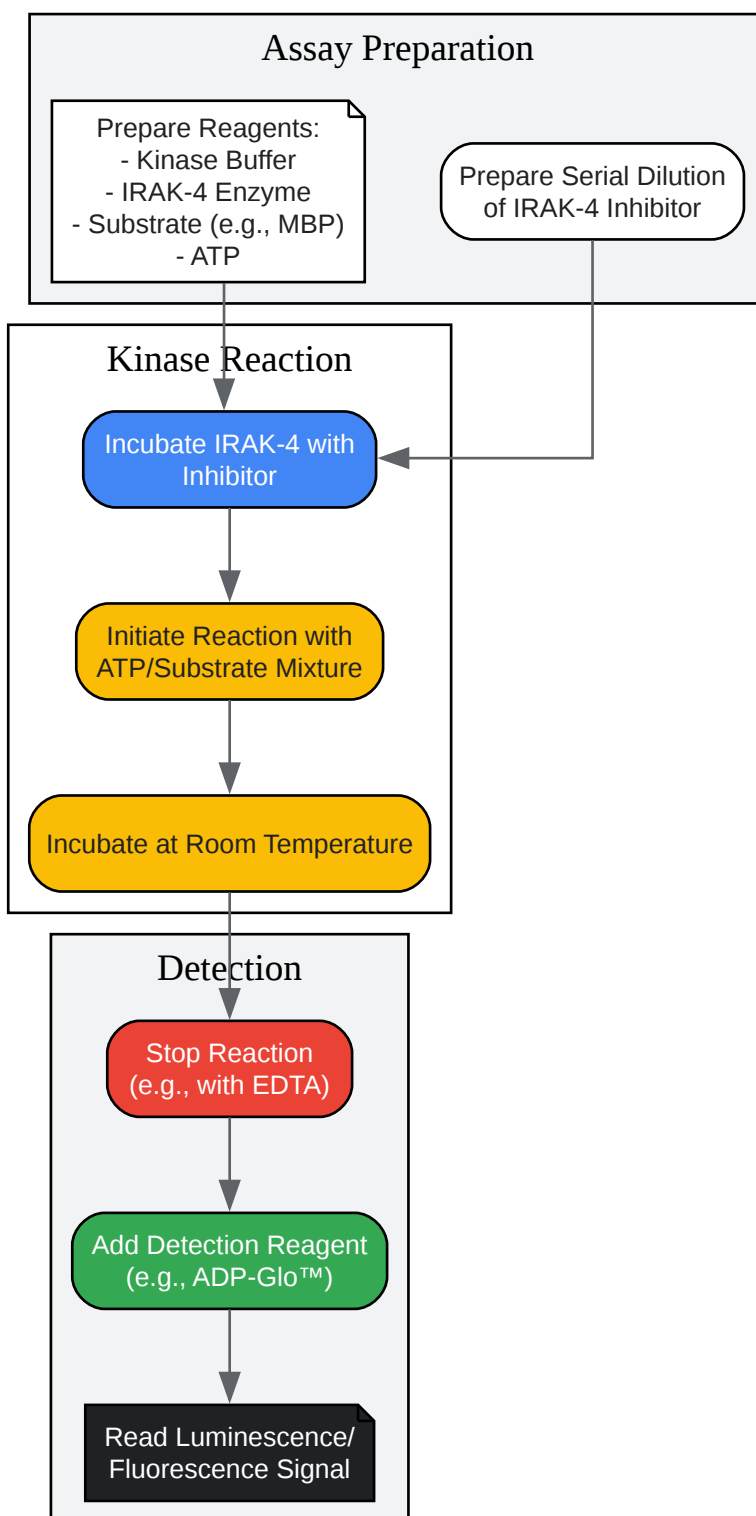 Assay Preparation
Prepare Reagents:
- Kinase Buffer
- IRAK-4 Enzyme
- Substrate (e.g., MBP)
- ATP
Prepare Serial Dilution
of IRAK-4 Inhibitor
Kinase Reaction
Incubate IRAK-4 with
Inhibitor
Initiate Reaction with
ATP/Substrate Mixture
Incubate at Room Temperature
Detection
Stop Reaction
(e.g., with EDTA)
Add Detection Reagent
(e.g., ADP-Glo™)
Read Luminescence/
Fluorescence Signal